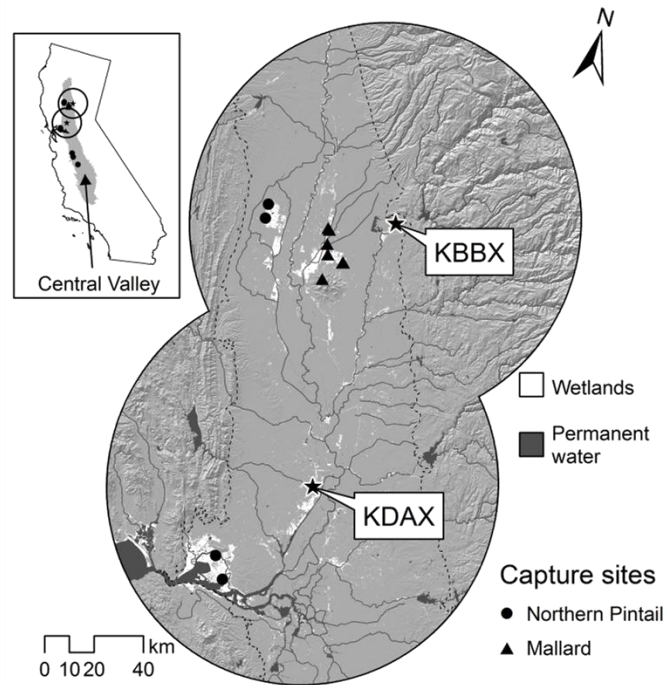 N
Central Valley
KBBX
Wetlands
Permanent
water
KDAX
Capture sites
Northern Pintail
Mallard
km
0 10 20 40